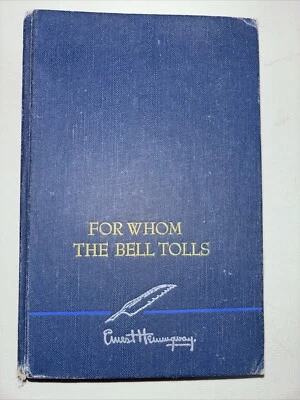 FOR WHOM
THE BELL TOLLS
Ernest Hemingway.